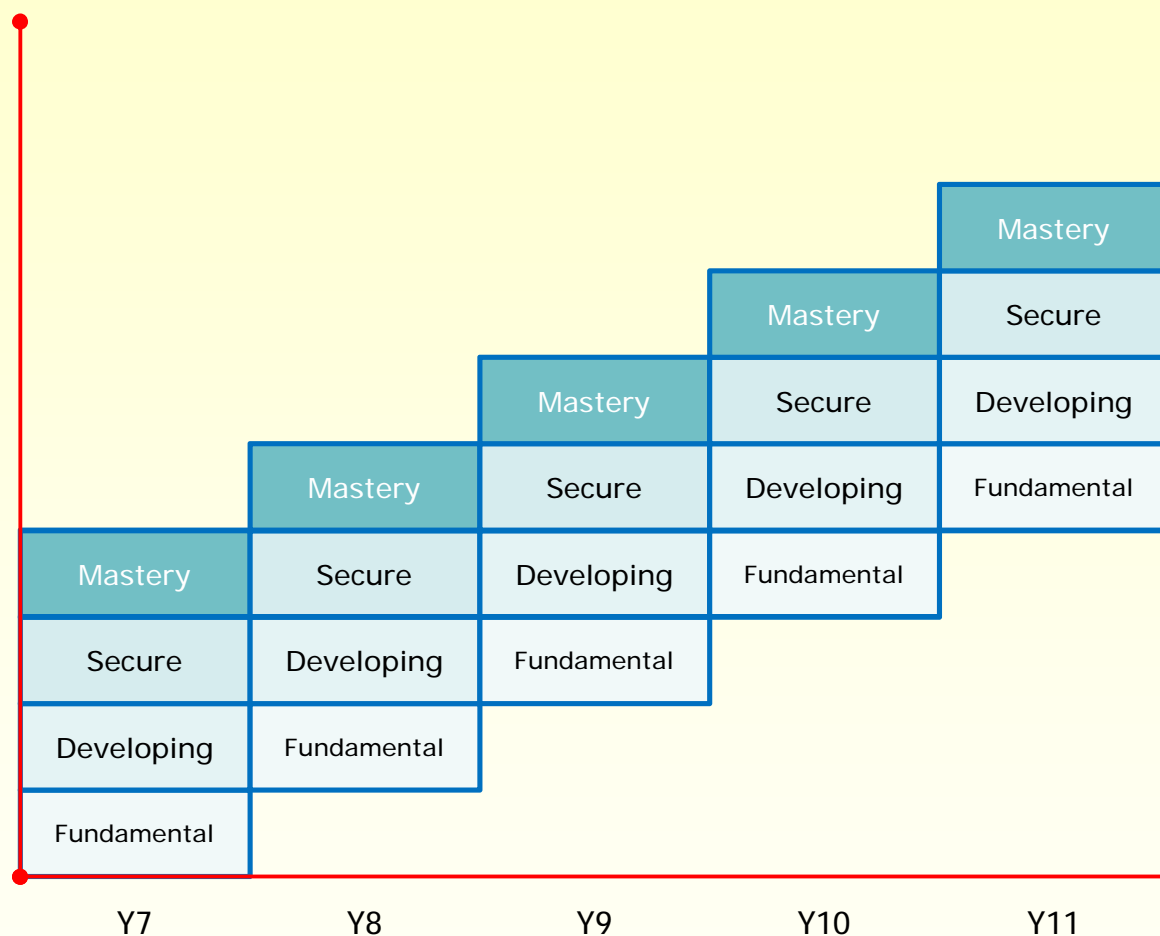 Mastery
Mastery Secure
Mastery Secure Developing
Mastery Secure Developing Fundamental
Mastery Secure Developing Fundamental
Secure Developing Fundamental
Developing Fundamental
Fundamental
Y7 Y8 Y9 Y10 Y11